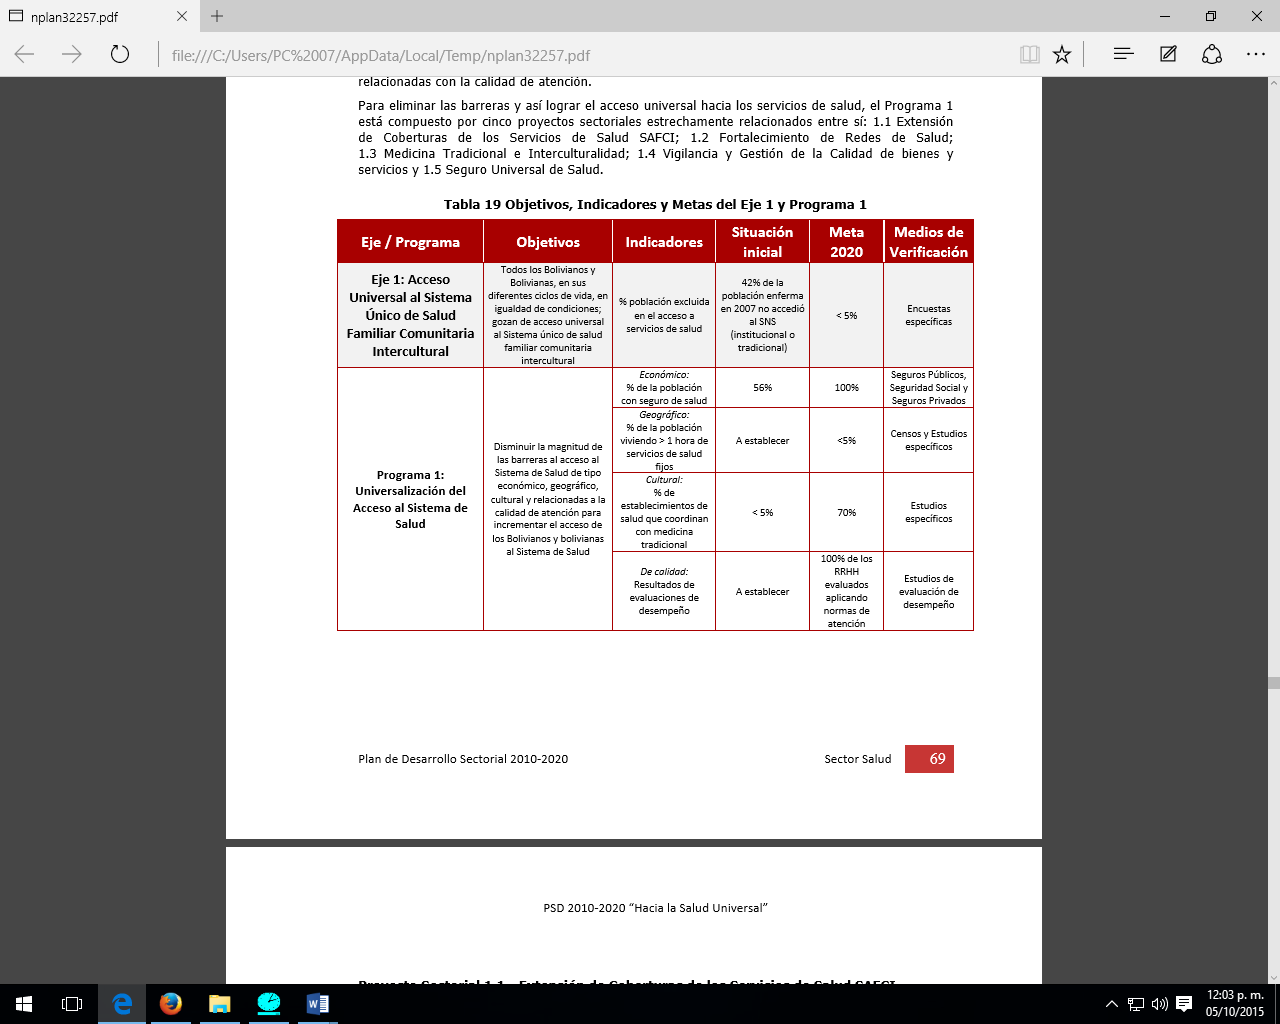 nplan32257.pdf
file:///C:/Users/PC%2007/AppData/Local/Temp/nplan32257.pdf
relacionadas con la calidad de atención.
Para eliminar las barreras y así lograr el acceso universal hacia los servicios de salud, el Programa 1
está compuesto por cinco proyectos sectoriales estrechamente relacionados entre sí: 1.1 Extensión
de Coberturas de los Servicios de Salud SAFCI; 1.2 Fortalecimiento de Redes de Salud;
1.3 Medicina Tradicional e Interculturalidad; 1.4 Vigilancia y Gestión de la Calidad de bienes y
servicios y 1.5 Seguro Universal de Salud.
Tabla 19 Objetivos, Indicadores y Metas del Eje 1 y Programa 1
Eje / Programa
Objetivos
Indicadores
Situación
inicial
Meta
2020
Medios de
Verificación
Eje 1: Acceso
Universal al Sistema
Único de Salud
Familiar Comunitaria
Intercultural
Todos los Bolivianos y
Bolivianas, en sus
diferentes ciclos de vida, en
igualdad de condiciones;
gozan de acceso universal
al Sistema único de salud
familiar comunitaria
intercultural
% población excluida
en el acceso a
servicios de salud
42% de la
población enferma
en 2007 no accedió
al SNS
(institucional o
tradicional)
< 5%
Encuestas
específicas
Programa 1:
Universalización del
Acceso al Sistema de
Salud
Disminuir la magnitud de
las barreras al acceso al
Sistema de Salud de tipo
económico, geográfico,
cultural y relacionadas a la
calidad de atención para
incrementar el acceso de
los Bolivianos y bolivianas
al Sistema de Salud
Económico:
% de la población
con seguro de salud
56%
100%
Seguros Públicos,
Seguridad Social y
Seguros Privados
Geográfico:
% de la población
viviendo > 1 hora de
servicios de salud
fijos
A establecer
<5%
Censos y Estudios
específicos
Cultural:
% de
establecimientos de
salud que coordinan
con medicina
tradicional
< 5%
70%
Estudios
específicos
De calidad:
Resultados de
evaluaciones de
desempeño
A establecer
100% de los
RRHH
evaluados
aplicando
normas de
atención
Estudios de
evaluación de
desempeño
Plan de Desarrollo Sectorial 2010-2020
Sector Salud
69
PSD 2010-2020 “Hacia la Salud Universal”
Proyecto Sectorial 1.1 - Extensión de Coberturas de los Servicios de Salud SAFCI
12:03 p. m.
05/10/2015